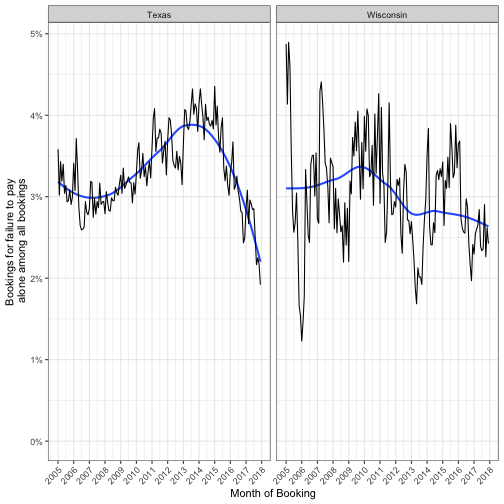 Texas
Wisconsin
Bookings for failure to pay
alone among all bookings
5%
4%
3%
2%
1%
0%
2005 2006 2007 2008 2009 2010 2011 2012 2013 2014 2015 2016 2017 2018
2005 2006 2007 2008 2009 2010 2011 2012 2013 2014 2015 2016 2017 2018
Month of Booking